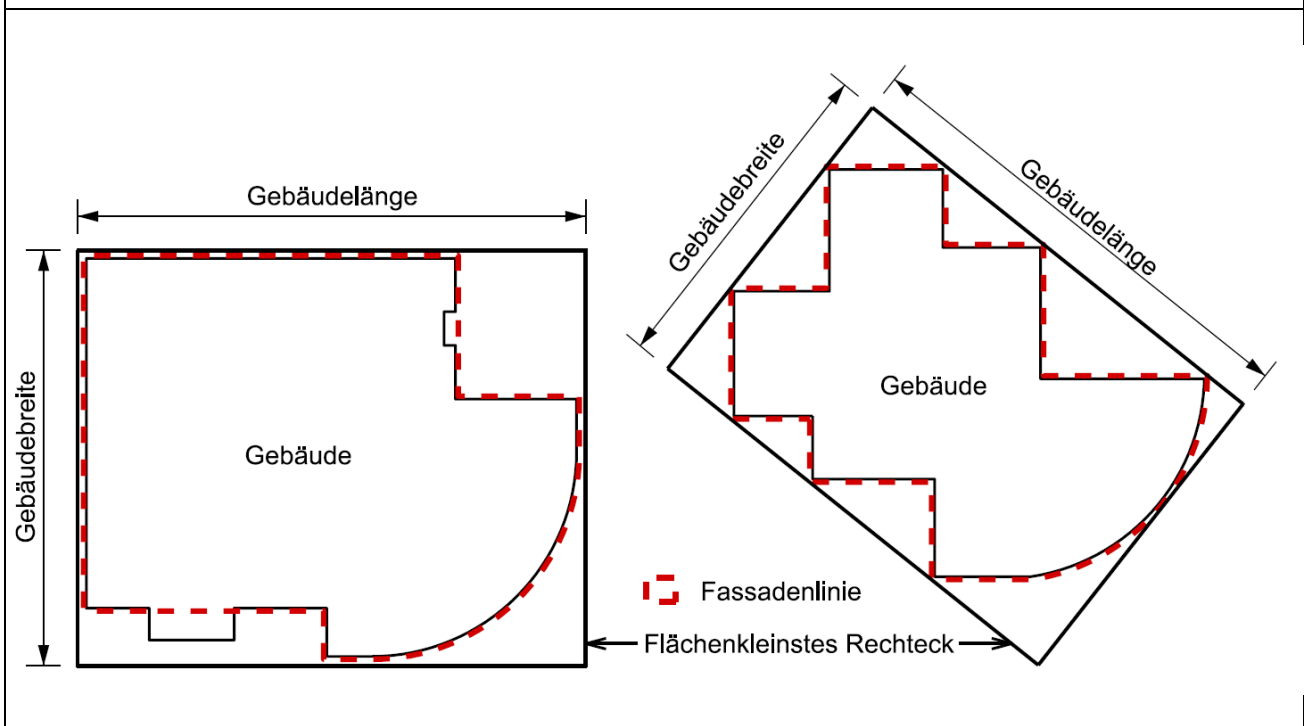 Gebäudelänge
Gebäudebreite
Gebäude
Gebäudebreite
Gebäudelänge
Gebäude
Fassadenlinie
Flächenkleinstes Rechteck